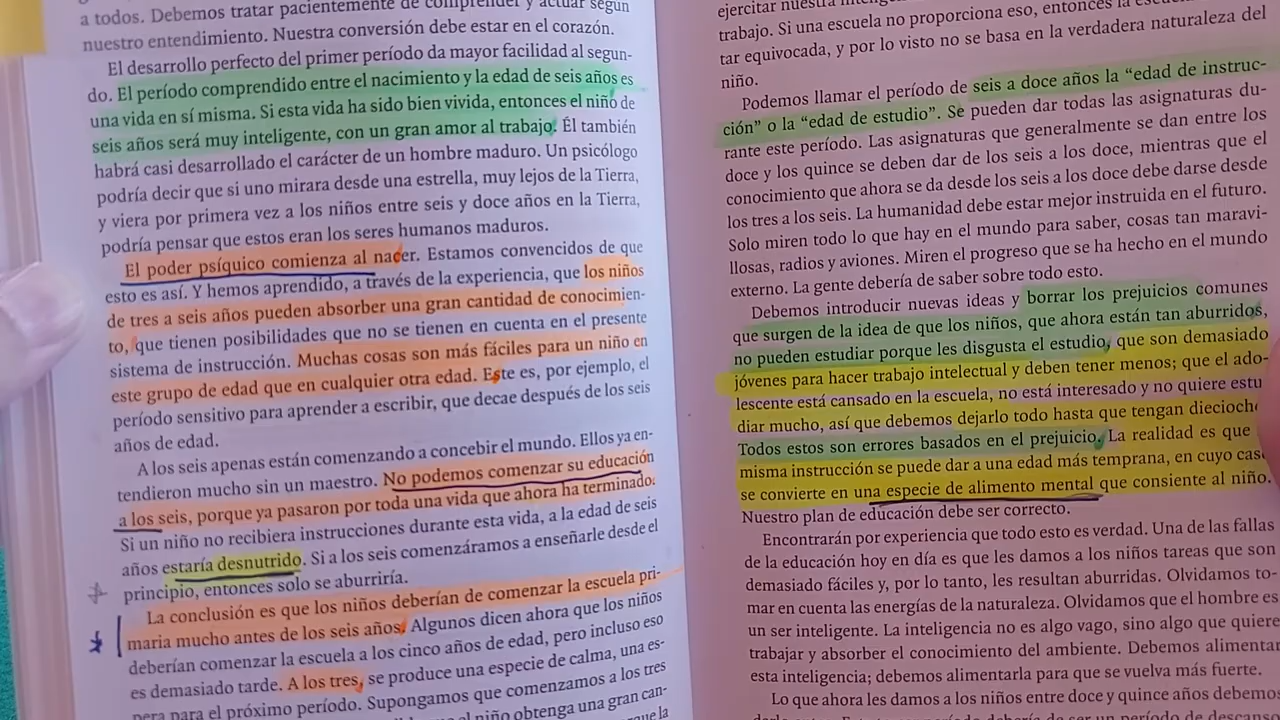 a todos. Debemos tratar pacientemente de comprender y actuar según
nuestro entendimiento. Nuestra conversión debe estar en el corazón.
El desarrollo perfecto del primer período da mayor facilidad al segun-
do. El período comprendido entre el nacimiento y la edad de seis años es
una vida en sí misma. Si esta vida ha sido bien vivida, entonces el niño de
seis años será muy inteligente, con un gran amor al trabajo. Él también
habrá casi desarrollado el carácter de un hombre maduro. Un psicólogo
podría decir que si uno mirara desde una estrella, muy lejos de la Tierra,
y viera por primera vez a los niños entre seis y doce años en la Tierra,
podría pensar que estos eran los seres humanos maduros.
El poder psíquico comienza al nacer. Estamos convencidos de que
esto es así. Y hemos aprendido, a través de la experiencia, que los niños
de tres a seis años pueden absorber una gran cantidad de conocimien-
to, que tienen posibilidades que no se tienen en cuenta en el presente
sistema de instrucción. Muchas cosas son más fáciles para un niño en
este grupo de edad que en cualquier otra edad. Este es, por ejemplo, el
período sensitivo para aprender a escribir, que decae después de los seis
años de edad.
A los seis apenas están comenzando a concebir el mundo. Ellos ya en-
tendieron mucho sin un maestro. No podemos comenzar su educación
a los seis, porque ya pasaron por toda una vida que ahora ha terminado.
Si un niño no recibiera instrucciones durante esta vida, a la edad de seis
años estaría desnutrido. Si a los seis comenzáramos a enseñarle desde el
principio, entonces solo se aburriría.
La conclusión es que los niños deberían de comenzar la escuela pri-
maria mucho antes de los seis años. Algunos dicen ahora que los niños
deberían comenzar la escuela a los cinco años de edad, pero incluso eso
es demasiado tarde. A los tres, se produce una especie de calma, una es-
pera para el próximo período. Supongamos que comenzamos a los tres
el niño obtenga una gran can-
que la
ejercitar nuestra
trabajo. Si una escuela no proporciona eso, entonces la
tar equivocada, y por lo visto no se basa en la verdadera naturaleza del
niño.
Podemos llamar el período de seis a doce años la “edad de instruc-
ción” o la “edad de estudio”. Se pueden dar todas las asignaturas du-
rante este período. Las asignaturas que generalmente se dan entre los
doce y los quince se deben dar de los seis a los doce, mientras que el
conocimiento que ahora se da desde los seis a los doce debe darse desde
los tres a los seis. La humanidad debe estar mejor instruida en el futuro.
Solo miren todo lo que hay en el mundo para saber, cosas tan maravi-
llosas, radios y aviones. Miren el progreso que se ha hecho en el mundo
externo. La gente debería de saber sobre todo esto.
Debemos introducir nuevas ideas y borrar los prejuicios comunes
que surgen de la idea de que los niños, que ahora están tan aburridos,
no pueden estudiar porque les disgusta el estudio, que son demasiado
jóvenes para hacer trabajo intelectual y deben tener menos; que el ado-
lescente está cansado en la escuela, no está interesado y no quiere estu
diar mucho, así que debemos dejarlo todo hasta que tengan
Todos estos son errores basados en el prejuicio. La realidad es que
misma instrucción se puede dar a una edad más temprana, en cuyo
se convierte en una especie de alimento mental que consiente al niño.
Nuestro plan de educación debe ser correcto.
Encontrarán por experiencia que todo esto es verdad. Una de las fallas
de la educación hoy en día es que les damos a los niños tareas que son
demasiado fáciles y, por lo tanto, les resultan aburridas. Olvidamos to-
mar en cuenta las energías de la naturaleza. Olvidamos que el hombre es
un ser inteligente. La inteligencia no es algo vago, sino algo que quiere
trabajar y absorber el conocimiento del ambiente. Debemos alimentar
esta inteligencia; debemos alimentarla para que se vuelva más fuerte.
Lo que ahora les damos a los niños entre doce y quince años debemos